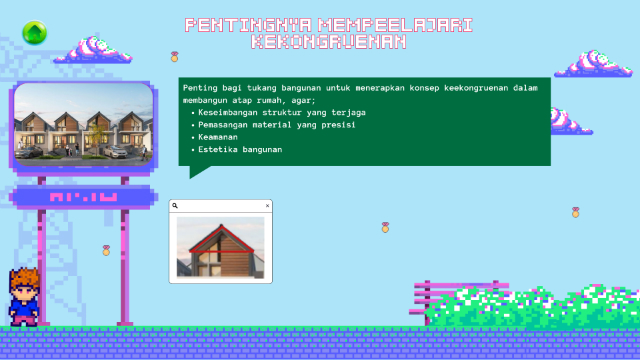 PENTINGNYA MEMPEELAJARI
KEKONGRUENAN
Penting bagi tukang bangunan untuk menerapkan konsep keekongruenan dalam
membangun atap rumah, agar;
• Keseimbangan struktur yang terjaga
• Pemasangan material yang presisi
• Keamanan
• Estetika bangunan